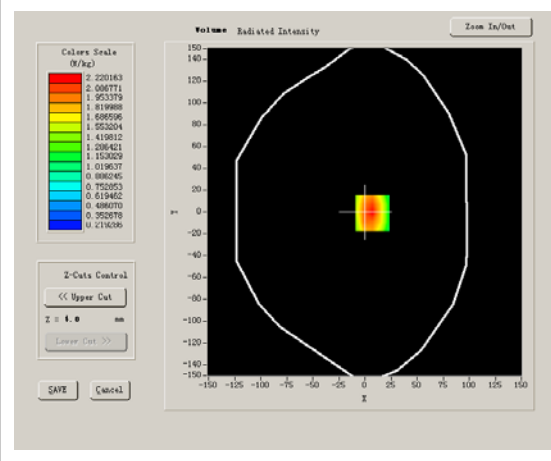 Volume Radiated Intensity
Zoom In/Out
Colors Scale
(W/kg)
2.220163
2.086771
1.953379
1.819988
1.686596
1.553204
1.419812
1.286421
1.153029
1.019637
0.886245
0.752853
0.619462
0.486070
0.352678
0.219286
150
140
120
100
80
60
40
20
0
-20
-40
-60
-80
-100
-120
-140
-150
Y
-150 -125 -100 -75 -50 -25 0 25 50 75 100 125 150
X
Z-Cuts Control
<< Upper Cut
Z = 4.0 mm
Lower Cut >>
SAVE
Cancel